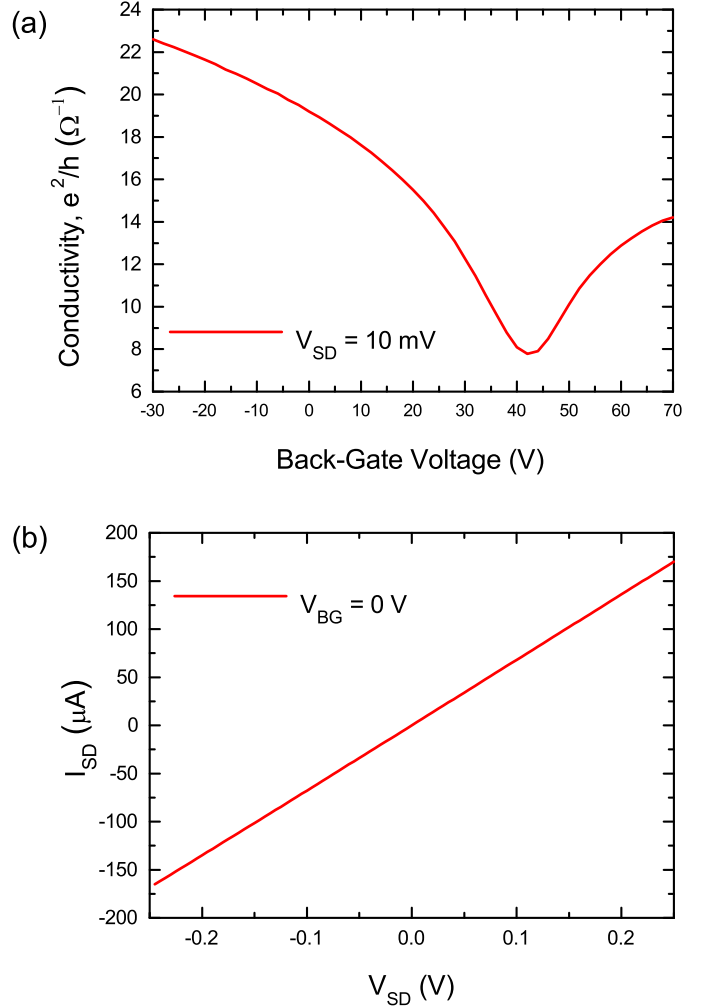 (a)
24
22
20
18
16
14
12
10
8
6
Conductivity, e²/h (Ω⁻¹)
V_SD = 10 mV
-30 -20 -10 0 10 20 30 40 50 60 70
Back-Gate Voltage (V)
(b)
200
150
100
50
0
-50
-100
-150
-200
I_SD (μA)
V_BG = 0 V
-0.2 -0.1 0.0 0.1 0.2
V_SD (V)